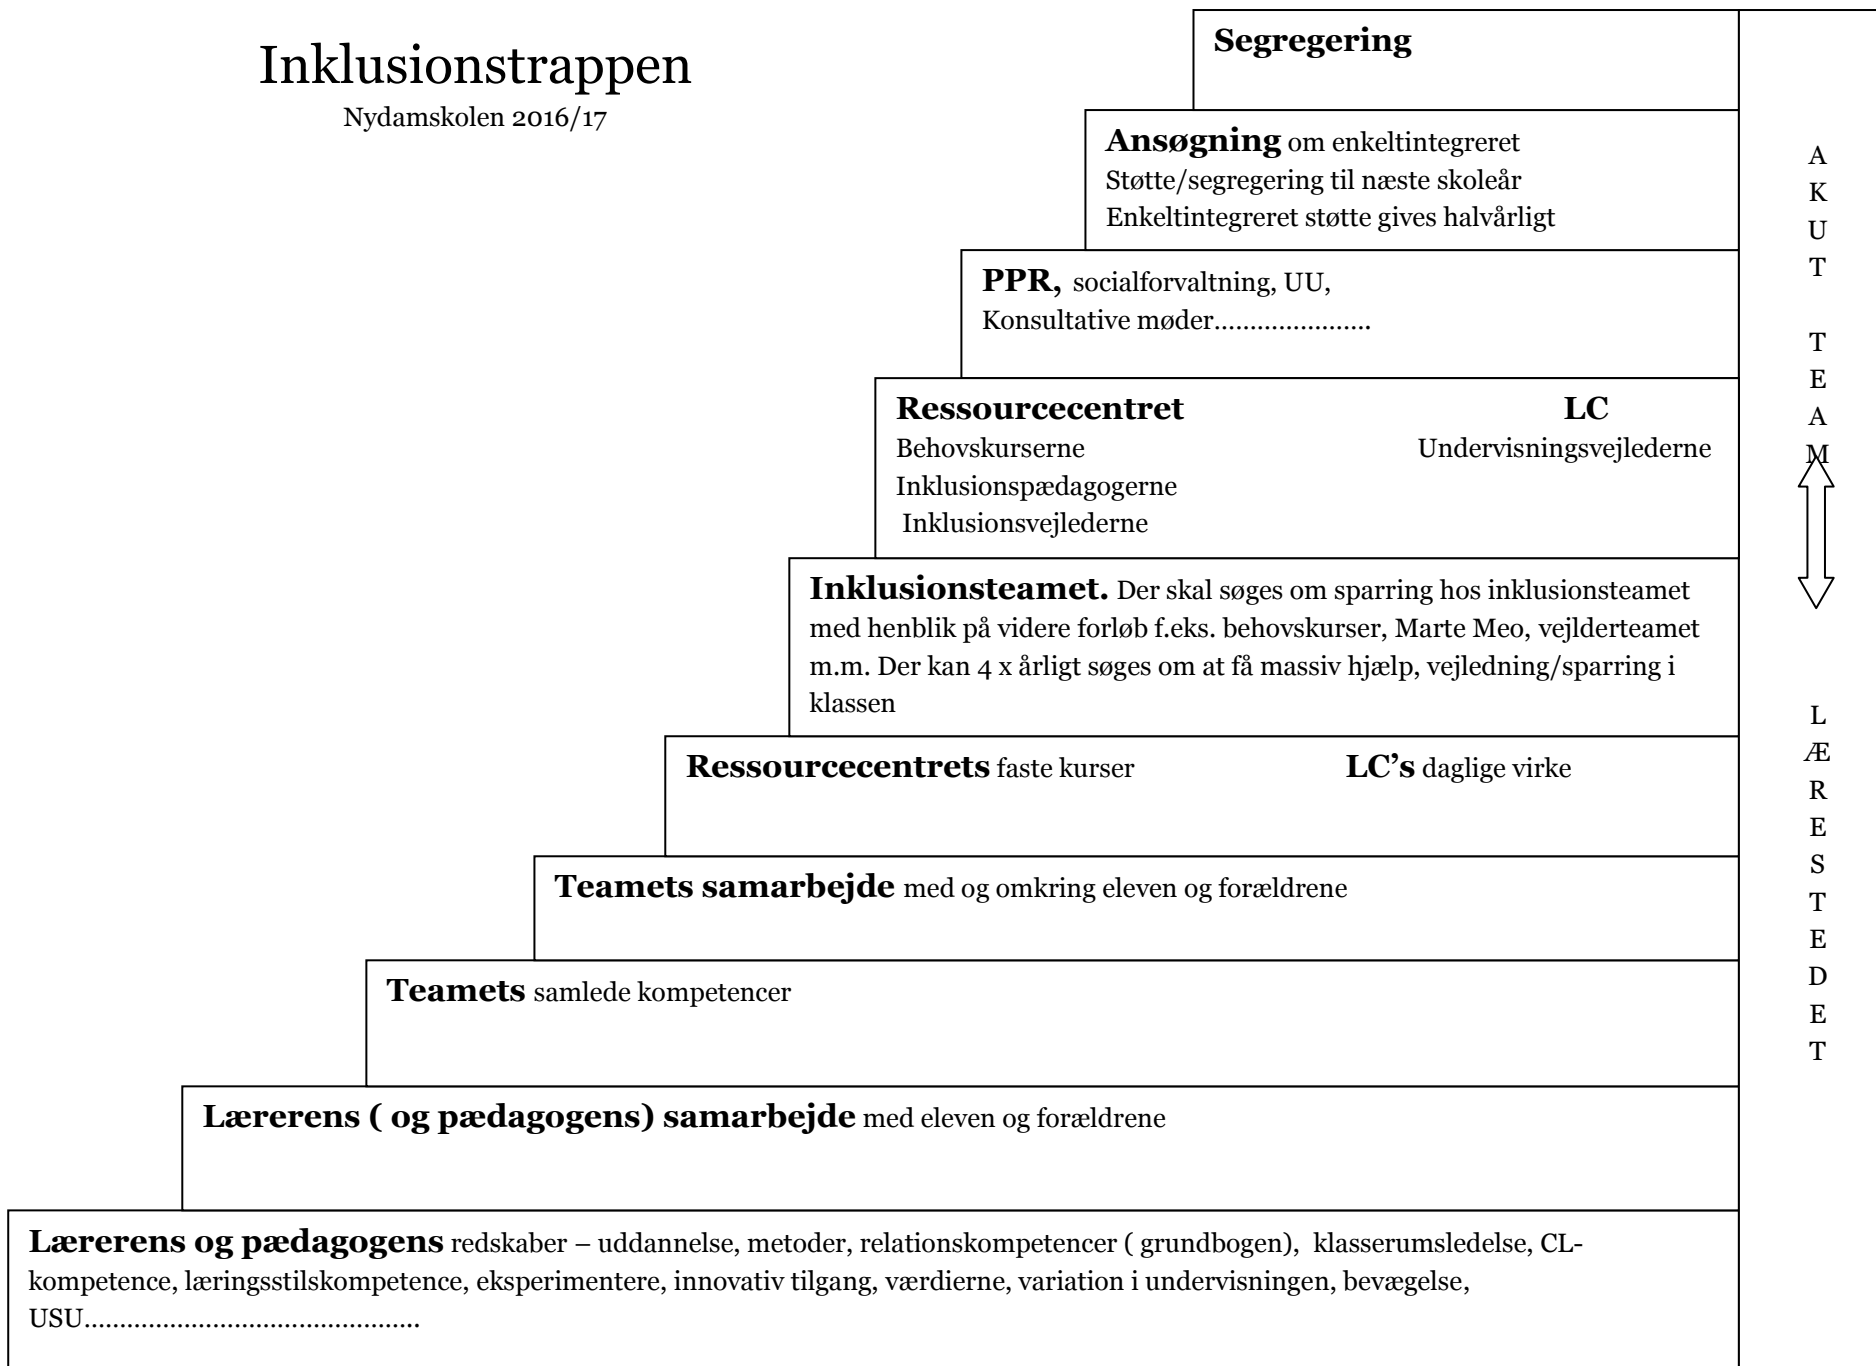 Inklusionstrappen
Nydamskolen 2016/17
Segregering
Ansøgning om enkeltintegreret
Støtte/segregering til næste skoleår
Enkeltintegreret støtte gives halvårligt
PPR, socialforvaltning, UU,
Konsultative møder......................
Ressourcecentret LC
Behovskurserne Undervisningsvejlederne
Inklusionspædagogerne
Inklusionsvejlederne
Inklusionsteamet. Der skal søges om sparring hos inklusionsteamet
med henblik på videre forløb f.eks. behovskurser, Marte Meo, vejlderteamet
m.m. Der kan 4 x årligt søges om at få massiv hjælp, vejledning/sparring i
klassen
Ressourcecentrets faste kurser LC’s daglige virke
Teamets samarbejde med og omkring eleven og forældrene
Teamets samlede kompetencer
Lærerens ( og pædagogens) samarbejde med eleven og forældrene
Lærerens og pædagogens redskaber – uddannelse, metoder, relationskompetencer ( grundbogen), klasserumsledelse, CL-
kompetence, læringsstilskompetence, eksperimentere, innovativ tilgang, værdierne, variation i undervisningen, bevægelse,
USU...............................................
A
K
U
T
T
E
A
M
L
Æ
R
E
S
T
E
D
E
T